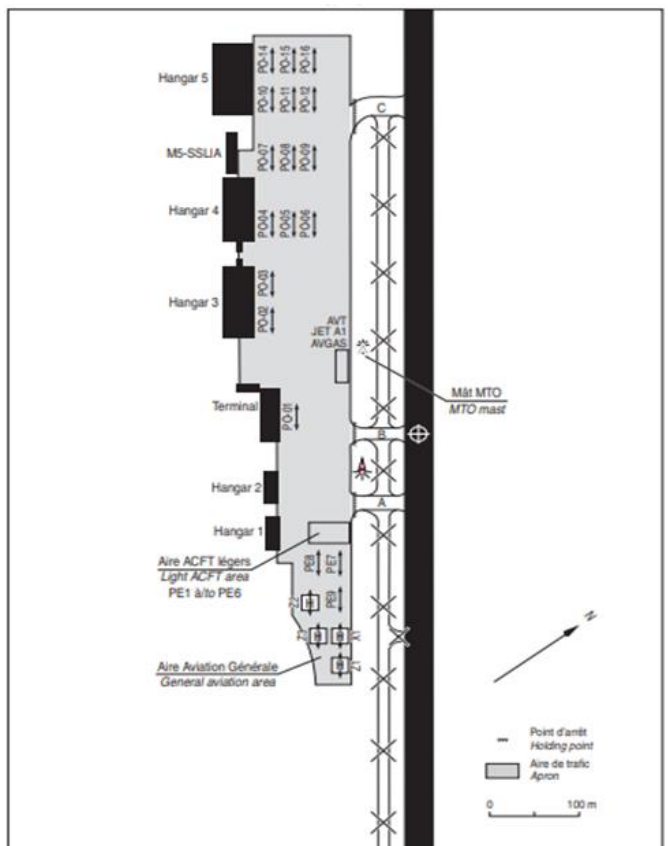 Hangar 5
PO-14
PO-15
PO-16
PO-10
PO-11
PO-12
C
M5-SSLIA
PO-07
PO-08
PO-09
Hangar 4
PO-04
PO-05
PO-06
Hangar 3
PO-03
PO-02
AVT
JET A1
AVGAS
Mât MTO
MTO mast
Terminal
PO-01
B
Hangar 2
A
Hangar 1
Aire ACFT légers
Light ACFT area
PE1 à/to PE6
PE8
PE7
PE9
Z2
H
Z3
H
H
X1
H
Z1
Aire Aviation Générale
General aviation area
N
Point d'arrêt
Holding point
Aire de trafic
Apron
0 100 m